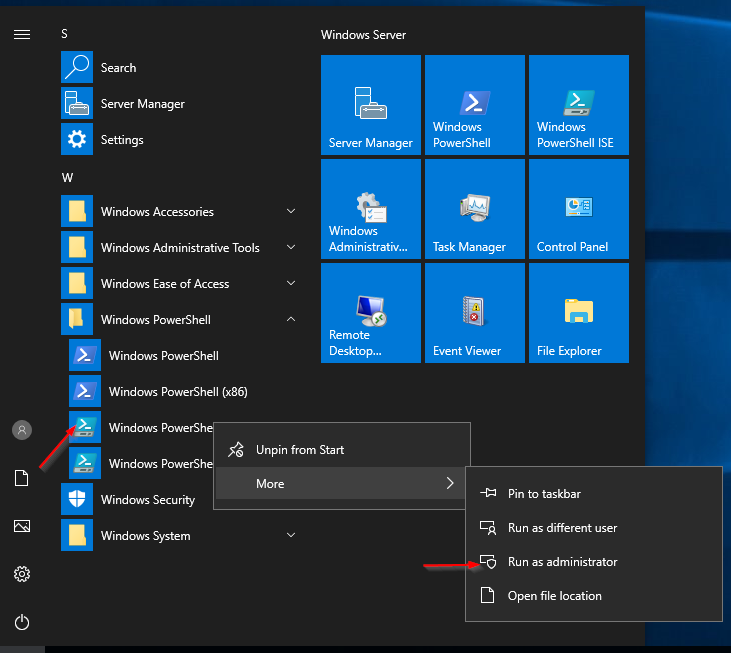 S
Search
Server Manager
Settings
W
Windows Accessories
Windows Administrative Tools
Windows Ease of Access
Windows PowerShell
Windows PowerShell
Windows PowerShell (x86)
Windows PowerShe
Windows PowerShe
Windows Security
Windows System
Windows Server
Server Manager
Windows
PowerShell
Windows
PowerShell ISE
Windows
Administrativ...
Task Manager
Control Panel
Remote
Desktop...
Event Viewer
File Explorer
Unpin from Start
More
Pin to taskbar
Run as different user
Run as administrator
Open file location